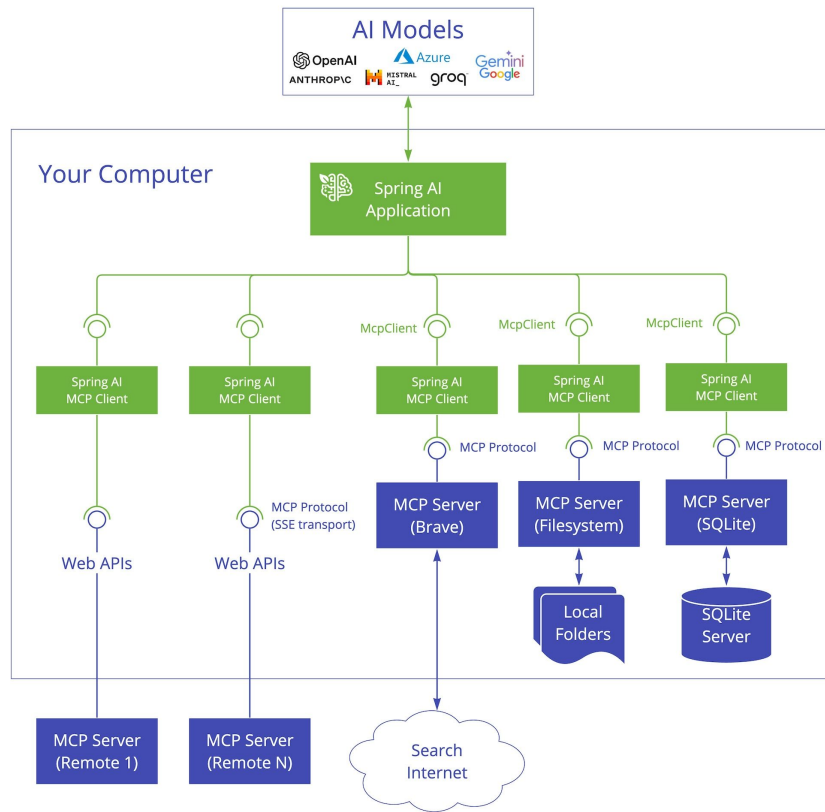 AI Models
OpenAI
Azure
Gemini
Google
ANTHROP\C
MISTRAL
AI_
groq
Your Computer
Spring AI
Application
McpClient
McpClient
McpClient
Spring AI
MCP Client
Spring AI
MCP Client
Spring AI
MCP Client
Spring AI
MCP Client
Spring AI
MCP Client
MCP Protocol
MCP Protocol
MCP Protocol
MCP Protocol
(SSE transport)
MCP Server
(Brave)
MCP Server
(Filesystem)
MCP Server
(SQLite)
Web APIs
Web APIs
Local
Folders
SQLite
Server
MCP Server
(Remote 1)
MCP Server
(Remote N)
Search
Internet